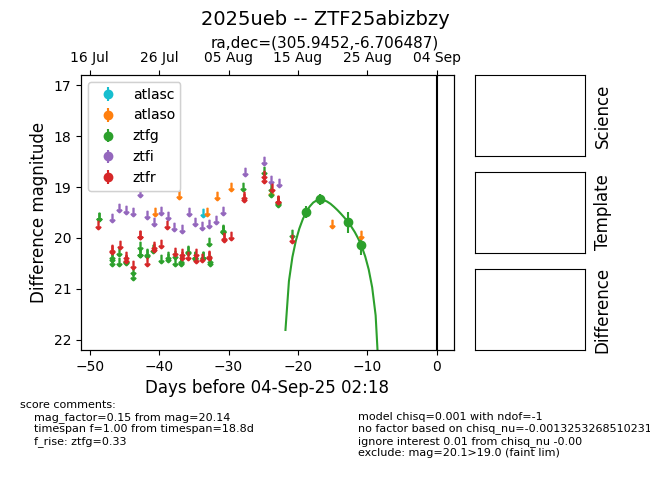 2025ueb -- ZTF25abizbzy
ra,dec=(305.9452,-6.706487)
16 Jul 26 Jul 05 Aug 15 Aug 25 Aug 04 Sep
17
18
19
20
21
22
Difference magnitude
atlasc
atlaso
ztfg
ztfi
ztfr
−50 −40 −30 −20 −10 0
Days before 04-Sep-25 02:18
Science
Template
Difference
score comments:
mag_factor=0.15 from mag=20.14
timespan f=1.00 from timespan=18.8d
f_rise: ztfg=0.33
model chisq=0.001 with ndof=-1
no factor based on chisq_nu=-0.0013253268510231
ignore interest 0.01 from chisq_nu -0.00
exclude: mag=20.1>19.0 (faint lim)